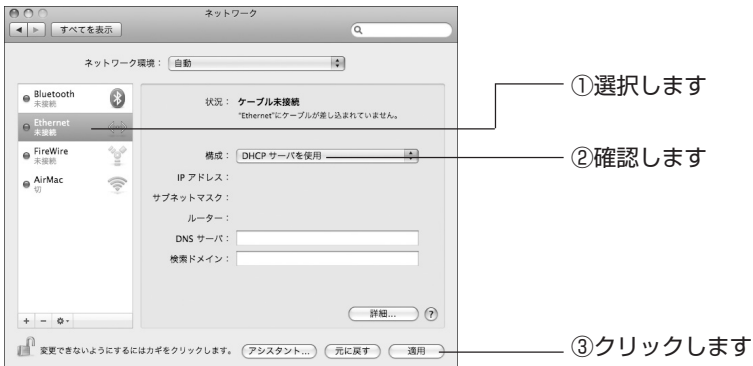 ネットワーク
すべてを表示
ネットワーク環境： 自動
Bluetooth
未接続
Ethernet
未接続
FireWire
未接続
AirMac
切
状況： ケーブル未接続
"Ethernet"にケーブルが差し込まれていません。
構成： DHCP サーバを使用
IP アドレス：
サブネットマスク：
ルーター：
DNS サーバ：
検索ドメイン：
詳細... ?
+ −
変更できないようにするにはカギをクリックします。 アシスタント... 元に戻す 適用
①選択します
②確認します
③クリックします